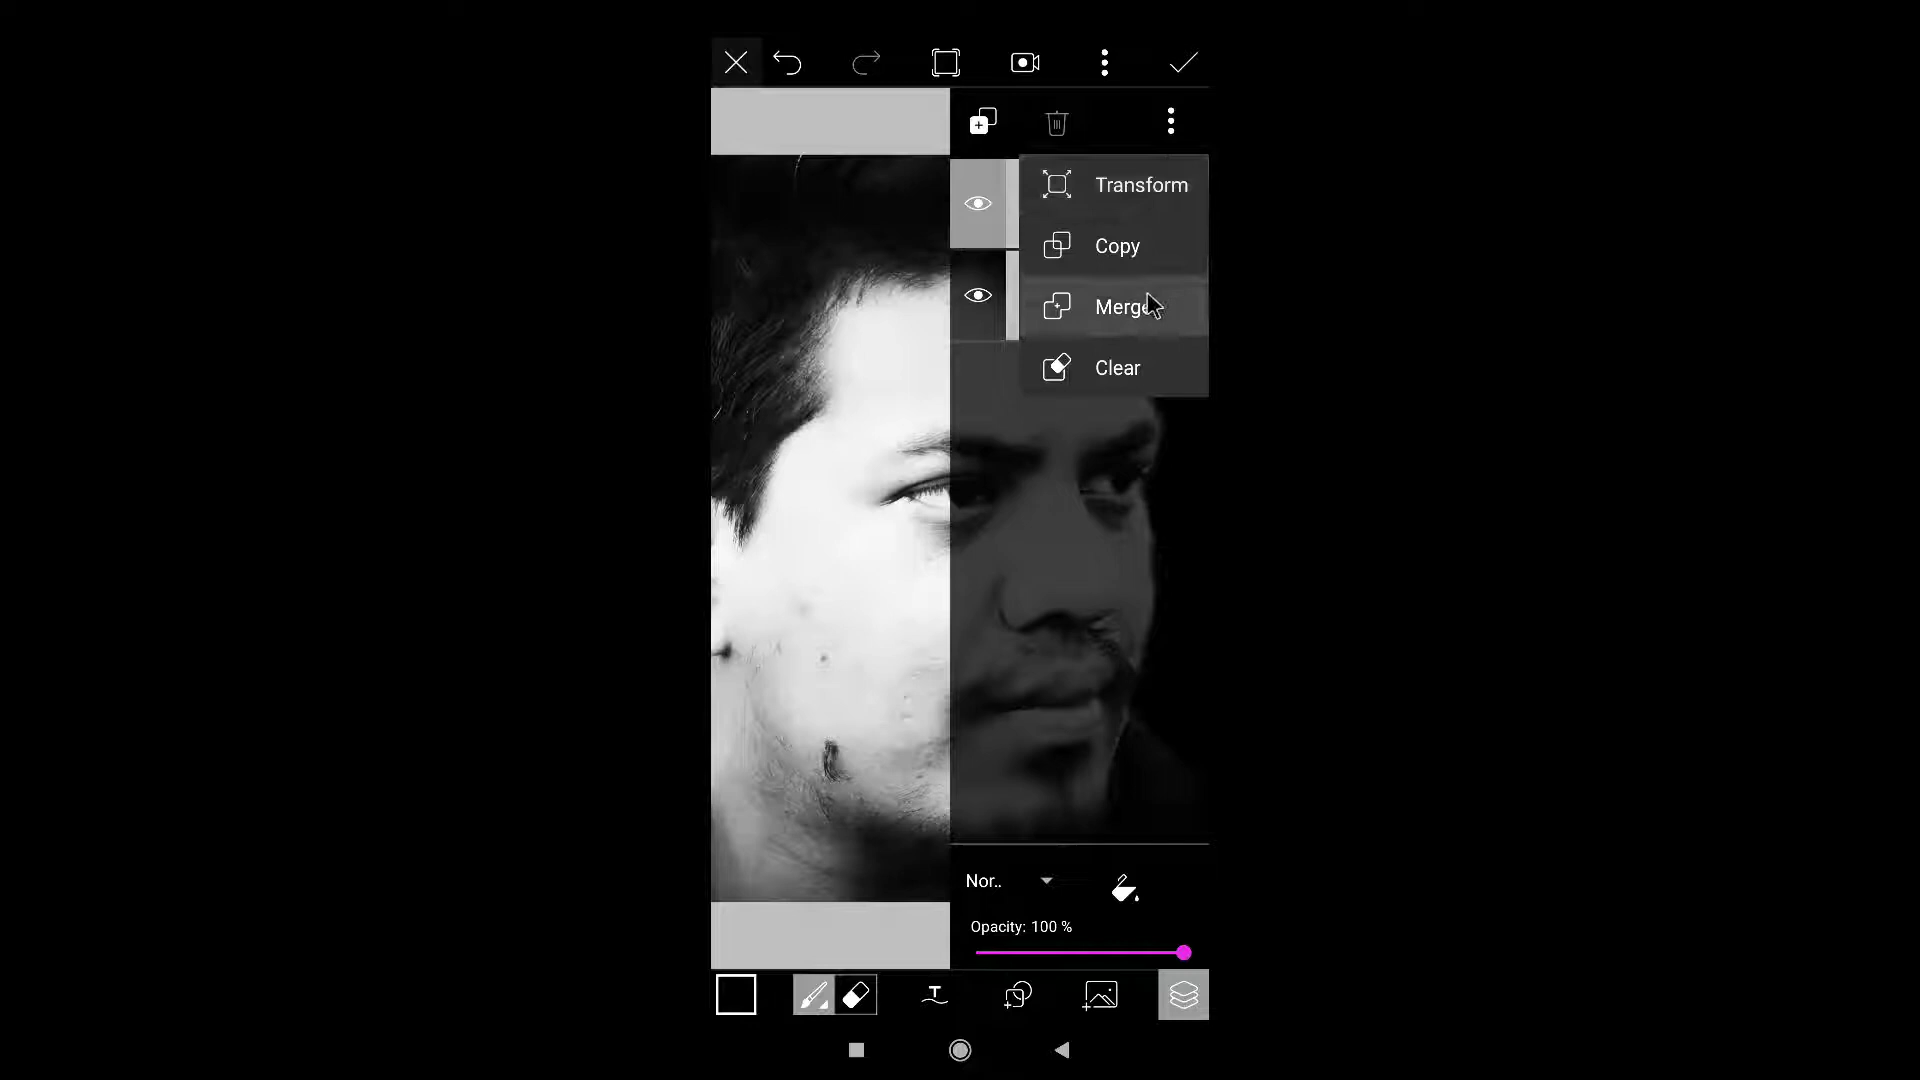 Transform
Copy
Merge
Clear
Nor..
Opacity: 100 %
T